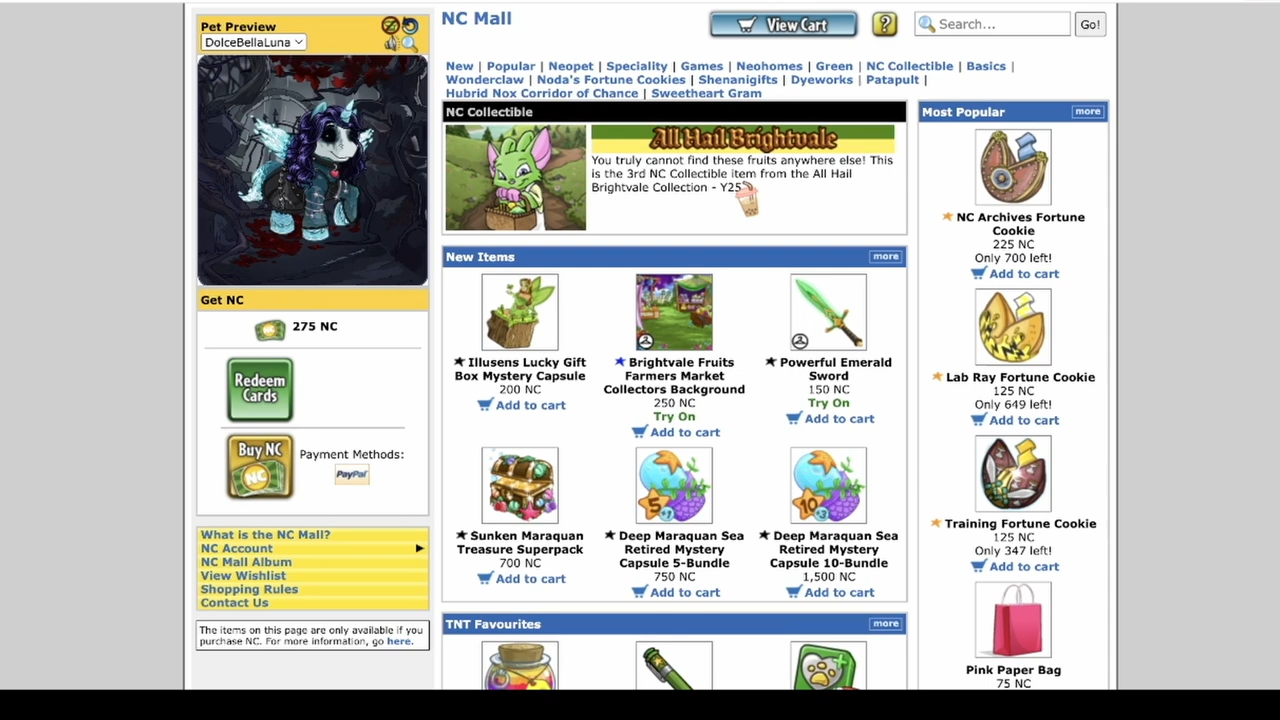 Pet Preview
DolceBellaLuna
Get NC
275 NC
Redeem
Cards
Buy NC
NC
Payment Methods:
PayPal
What is the NC Mall?
NC Account
NC Mall Album
View Wishlist
Shopping Rules
Contact Us
The items on this page are only available if you
purchase NC. For more information, go here.
NC Mall
View Cart
?
Search...
Go!
New | Popular | Neopet | Speciality | Games | Neohomes | Green | NC Collectible | Basics |
Wonderclaw | Noda's Fortune Cookies | Shenanigifts | Dyeworks | Patapult |
Hubrid Nox Corridor of Chance | Sweetheart Gram
NC Collectible
All Hail Brightvale
You truly cannot find these fruits anywhere else! This
is the 3rd NC Collectible item from the All Hail
Brightvale Collection - Y25
New Items
more
Illusens Lucky Gift
Box Mystery Capsule
200 NC
Add to cart
Brightvale Fruits
Farmers Market
Collectors Background
250 NC
Try On
Add to cart
Powerful Emerald
Sword
150 NC
Try On
Add to cart
Sunken Maraquan
Treasure Superpack
700 NC
Add to cart
5
+1
Deep Maraquan Sea
Retired Mystery
Capsule 5-Bundle
750 NC
Add to cart
10
+3
Deep Maraquan Sea
Retired Mystery
Capsule 10-Bundle
1,500 NC
Add to cart
TNT Favourites
more
Most Popular
more
NC Archives Fortune
Cookie
225 NC
Only 700 left!
Add to cart
Lab Ray Fortune Cookie
125 NC
Only 649 left!
Add to cart
Training Fortune Cookie
125 NC
Only 347 left!
Add to cart
Pink Paper Bag
75 NC